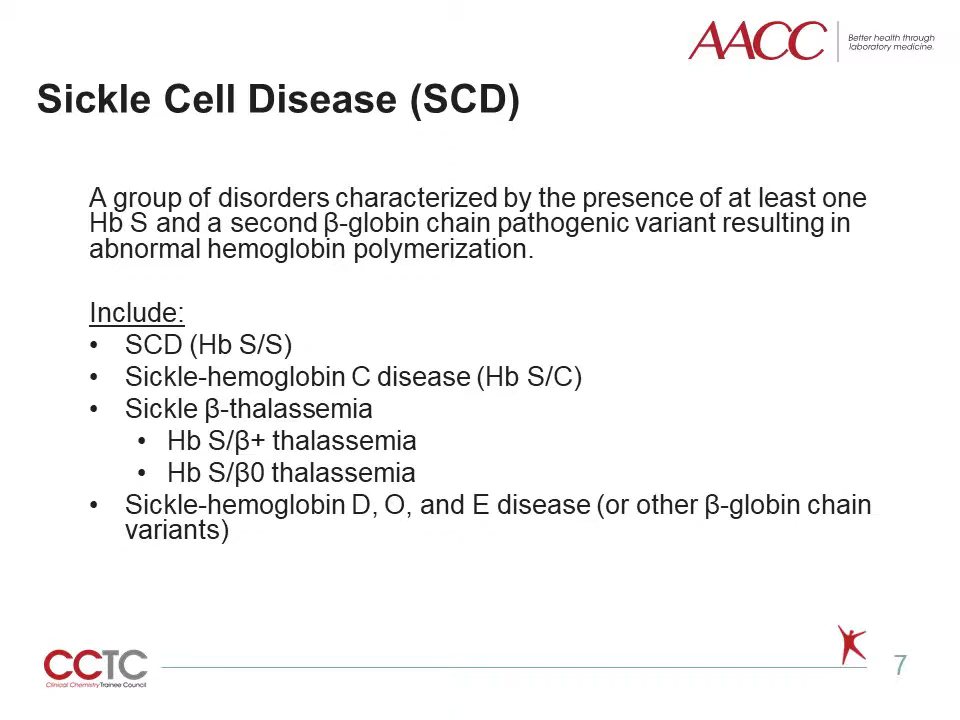 AACC
Better health through
laboratory medicine.
Sickle Cell Disease (SCD)
A group of disorders characterized by the presence of at least one
Hb S and a second β-globin chain pathogenic variant resulting in
abnormal hemoglobin polymerization.
Include:
• SCD (Hb S/S)
• Sickle-hemoglobin C disease (Hb S/C)
• Sickle β-thalassemia
• Hb S/β+ thalassemia
• Hb S/β0 thalassemia
• Sickle-hemoglobin D, O, and E disease (or other β-globin chain
variants)
CCTC
Clinical Chemistry Trainee Council
7